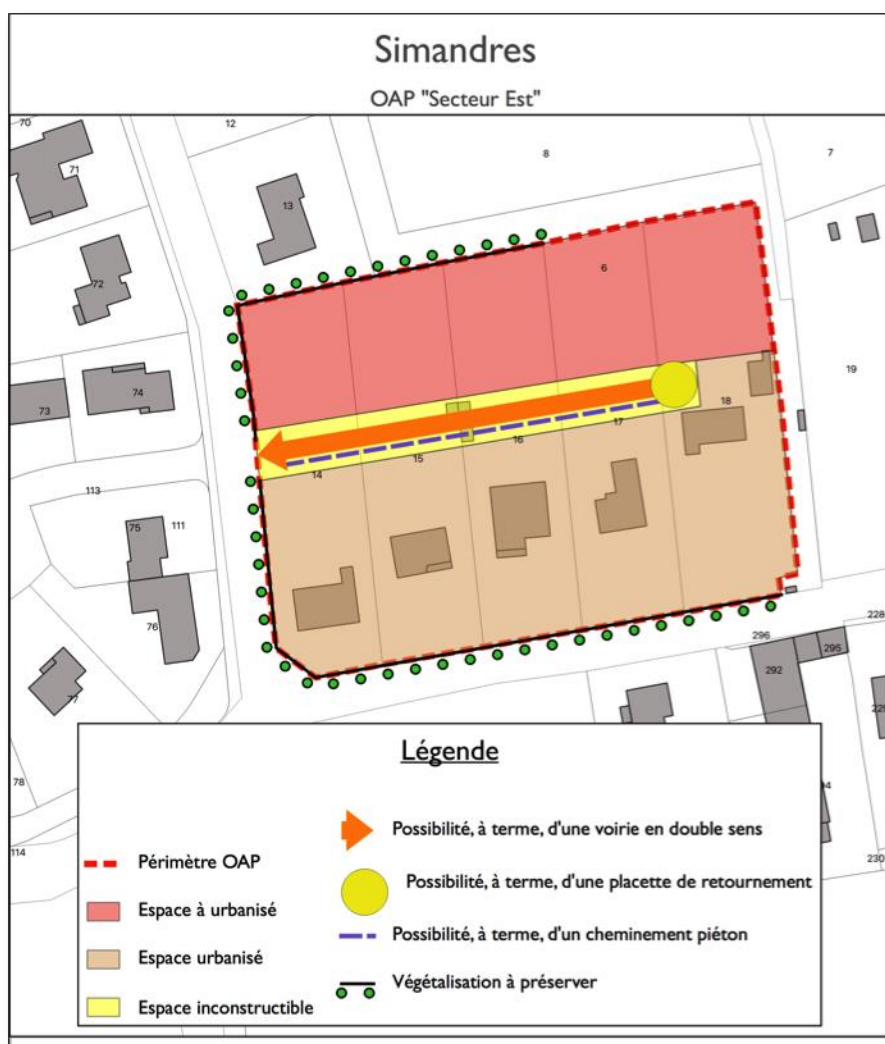 Simandres
OAP "Secteur Est"
70
12
8
7
71
13
72
6
74
73
19
18
17
16
15
14
113
75
111
76
228
296
292
295
77
229
78
114
230
Légende
Possibilité, à terme, d'une voirie en double sens
Périmètre OAP
Possibilité, à terme, d'une placette de retournement
Espace à urbanisé
Possibilité, à terme, d'un cheminement piéton
Espace urbanisé
Végétalisation à préserver
Espace inconstructible